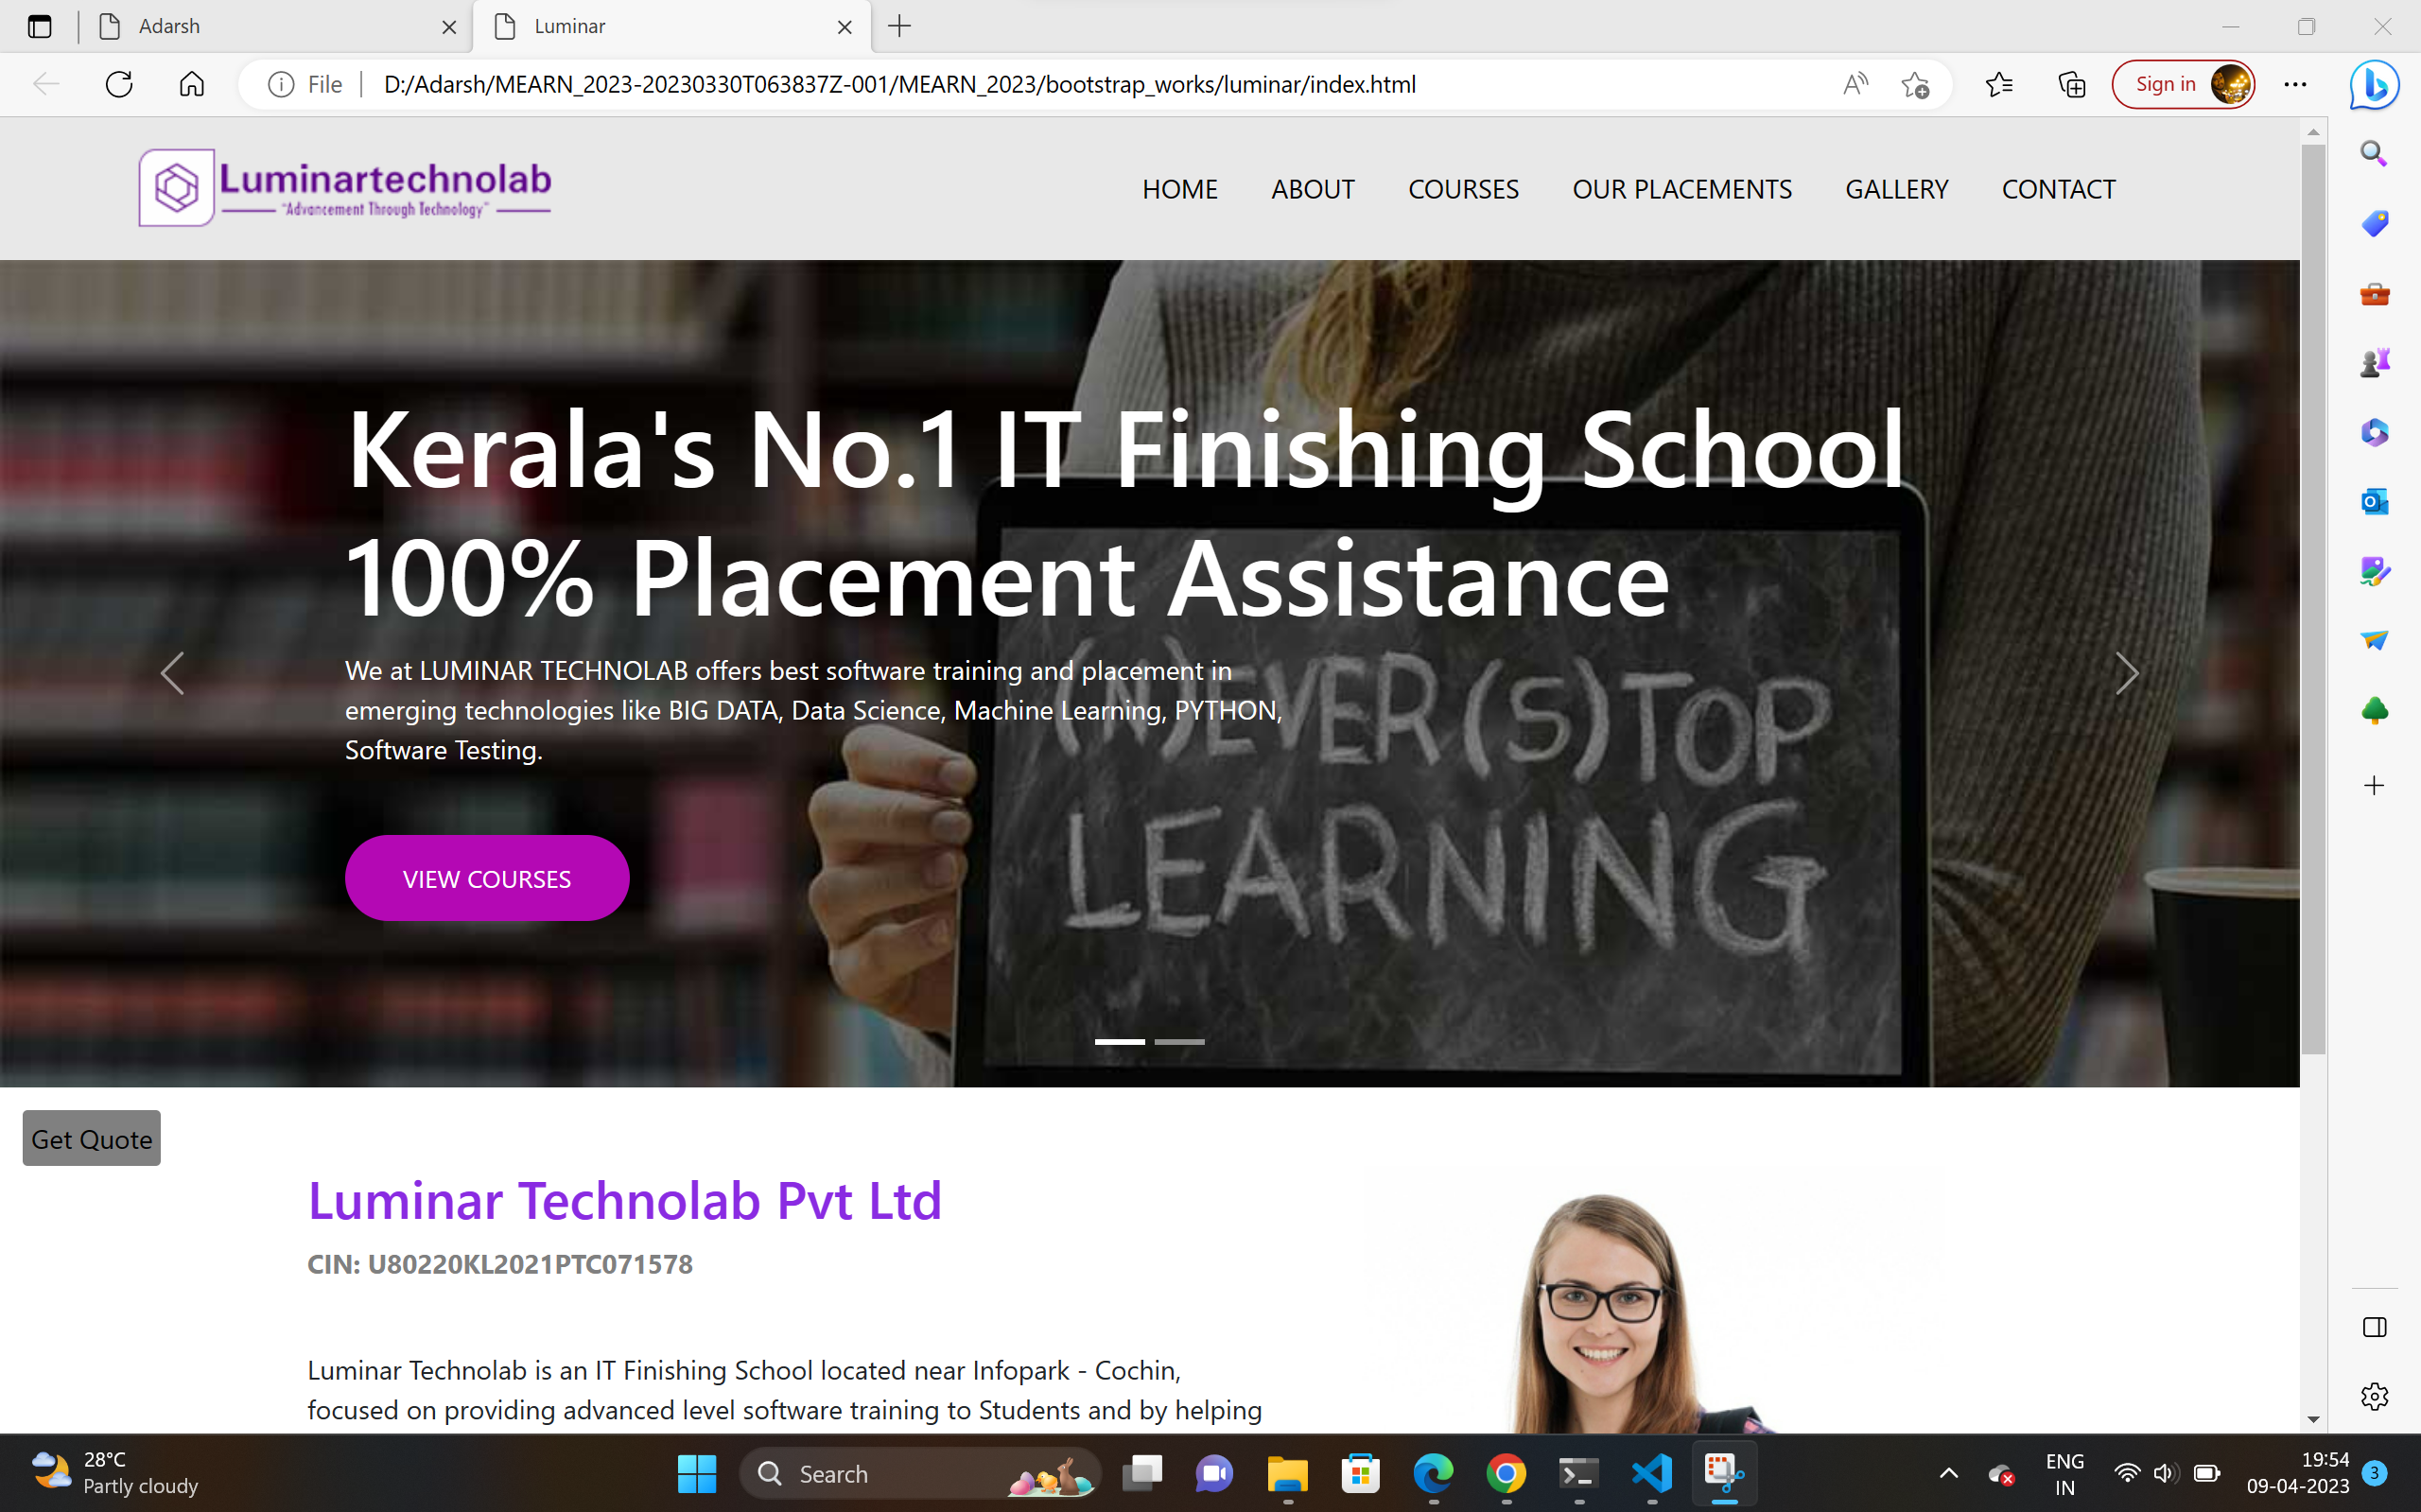 Adarsh
Luminar
File
D:/Adarsh/MEARN_2023-20230330T063837Z-001/MEARN_2023/bootstrap_works/luminar/index.html
Sign in
Luminartechnolab
"Advancement Through Technology"
HOME ABOUT COURSES OUR PLACEMENTS GALLERY CONTACT
Kerala's No.1 IT Finishing School
100% Placement Assistance
We at LUMINAR TECHNOLAB offers best software training and placement in
emerging technologies like BIG DATA, Data Science, Machine Learning, PYTHON,
Software Testing.
(N)EVER (S)TOP
LEARNING
VIEW COURSES
Get Quote
Luminar Technolab Pvt Ltd
CIN: U80220KL2021PTC071578
Luminar Technolab is an IT Finishing School located near Infopark - Cochin,
focused on providing advanced level software training to Students and by helping
28°C
Partly cloudy
Search
ENG
IN
19:54
09-04-2023
3